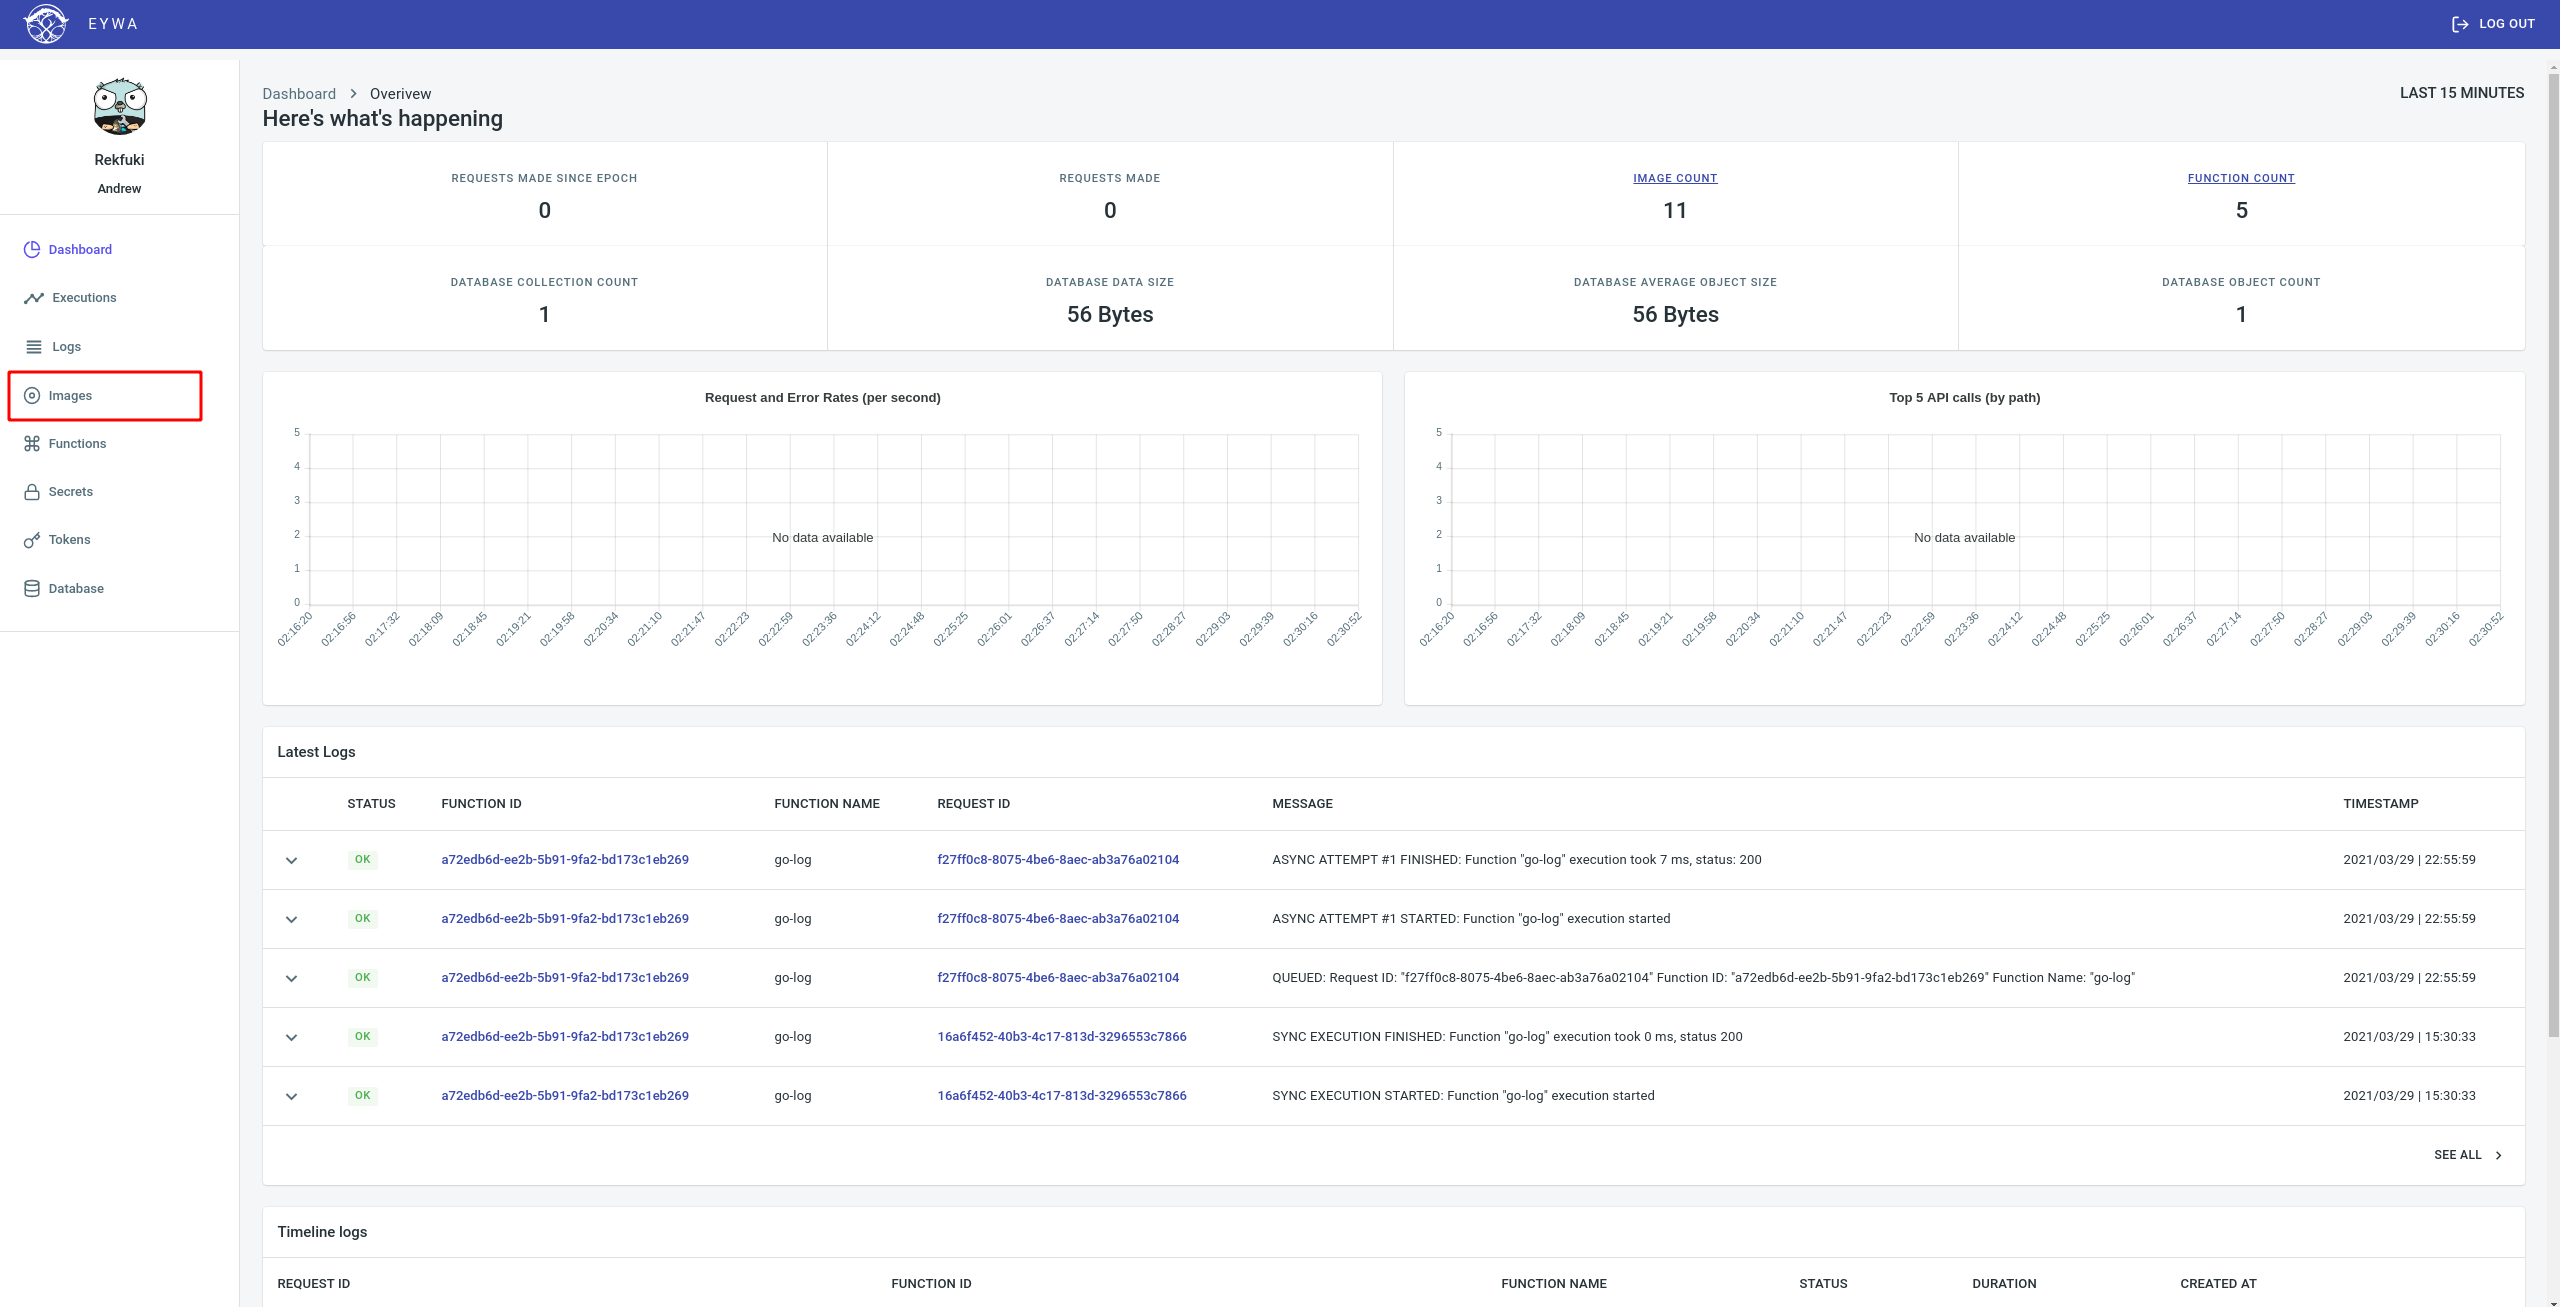 EYWA
LOG OUT
Rekfuki
Andrew
Dashboard
Executions
Logs
Images
Functions
Secrets
Tokens
Database
Dashboard Overivew
LAST 15 MINUTES
Here's what's happening
REQUESTS MADE SINCE EPOCH
0
REQUESTS MADE
0
IMAGE COUNT
11
FUNCTION COUNT
5
DATABASE COLLECTION COUNT
1
DATABASE DATA SIZE
56 Bytes
DATABASE AVERAGE OBJECT SIZE
56 Bytes
DATABASE OBJECT COUNT
1
Request and Error Rates (per second)
5
4
3
2
1
0
No data available
02:16:20 02:16:56 02:17:32 02:18:09 02:18:45 02:19:21 02:19:58 02:20:34 02:21:10 02:21:47 02:22:23 02:22:59 02:23:36 02:24:12 02:24:48 02:25:25 02:26:01 02:26:37 02:27:14 02:27:50 02:28:27 02:29:03 02:29:39 02:30:16 02:30:52
Top 5 API calls (by path)
5
4
3
2
1
0
No data available
02:16:20 02:16:56 02:17:32 02:18:09 02:18:45 02:19:21 02:19:58 02:20:34 02:21:10 02:21:47 02:22:23 02:22:59 02:23:36 02:24:12 02:24:48 02:25:25 02:26:01 02:26:37 02:27:14 02:27:50 02:28:27 02:29:03 02:29:39 02:30:16 02:30:52
Latest Logs
STATUS FUNCTION ID FUNCTION NAME REQUEST ID MESSAGE TIMESTAMP
OK a72edb6d-ee2b-5b91-9fa2-bd173c1eb269 go-log f27ff0c8-8075-4be6-8aec-ab3a76a02104 ASYNC ATTEMPT #1 FINISHED: Function "go-log" execution took 7 ms, status: 200 2021/03/29 | 22:55:59
OK a72edb6d-ee2b-5b91-9fa2-bd173c1eb269 go-log f27ff0c8-8075-4be6-8aec-ab3a76a02104 ASYNC ATTEMPT #1 STARTED: Function "go-log" execution started 2021/03/29 | 22:55:59
OK a72edb6d-ee2b-5b91-9fa2-bd173c1eb269 go-log f27ff0c8-8075-4be6-8aec-ab3a76a02104 QUEUED: Request ID: "f27ff0c8-8075-4be6-8aec-ab3a76a02104" Function ID: "a72edb6d-ee2b-5b91-9fa2-bd173c1eb269" Function Name: "go-log" 2021/03/29 | 22:55:59
OK a72edb6d-ee2b-5b91-9fa2-bd173c1eb269 go-log 16a6f452-40b3-4c17-813d-3296553c7866 SYNC EXECUTION FINISHED: Function "go-log" execution took 0 ms, status 200 2021/03/29 | 15:30:33
OK a72edb6d-ee2b-5b91-9fa2-bd173c1eb269 go-log 16a6f452-40b3-4c17-813d-3296553c7866 SYNC EXECUTION STARTED: Function "go-log" execution started 2021/03/29 | 15:30:33
SEE ALL
Timeline logs
REQUEST ID FUNCTION ID FUNCTION NAME STATUS DURATION CREATED AT